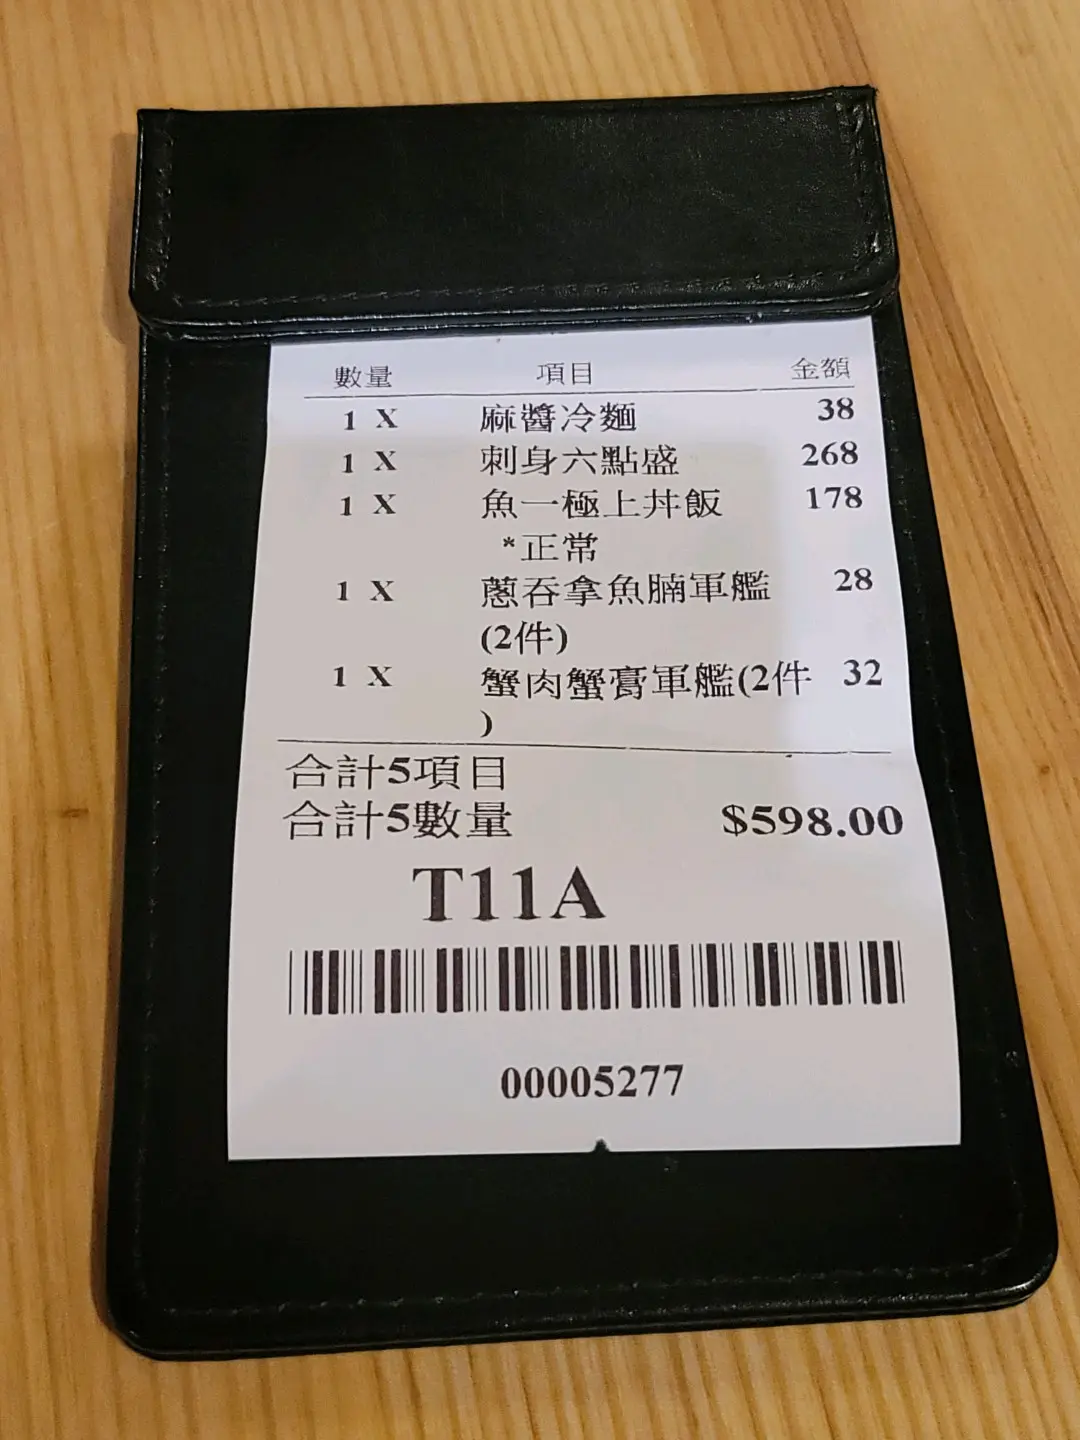 數量 項目 金額
1 X 麻醬冷麵 38
1 X 刺身六點盛 268
1 X 魚一極上丼飯 178
*正常
1 X 蔥吞拿魚腩軍艦 28
(2件)
1 X 蟹肉蟹膏軍艦(2件 32
)
合計5項目
合計5數量 $598.00
T11A
00005277